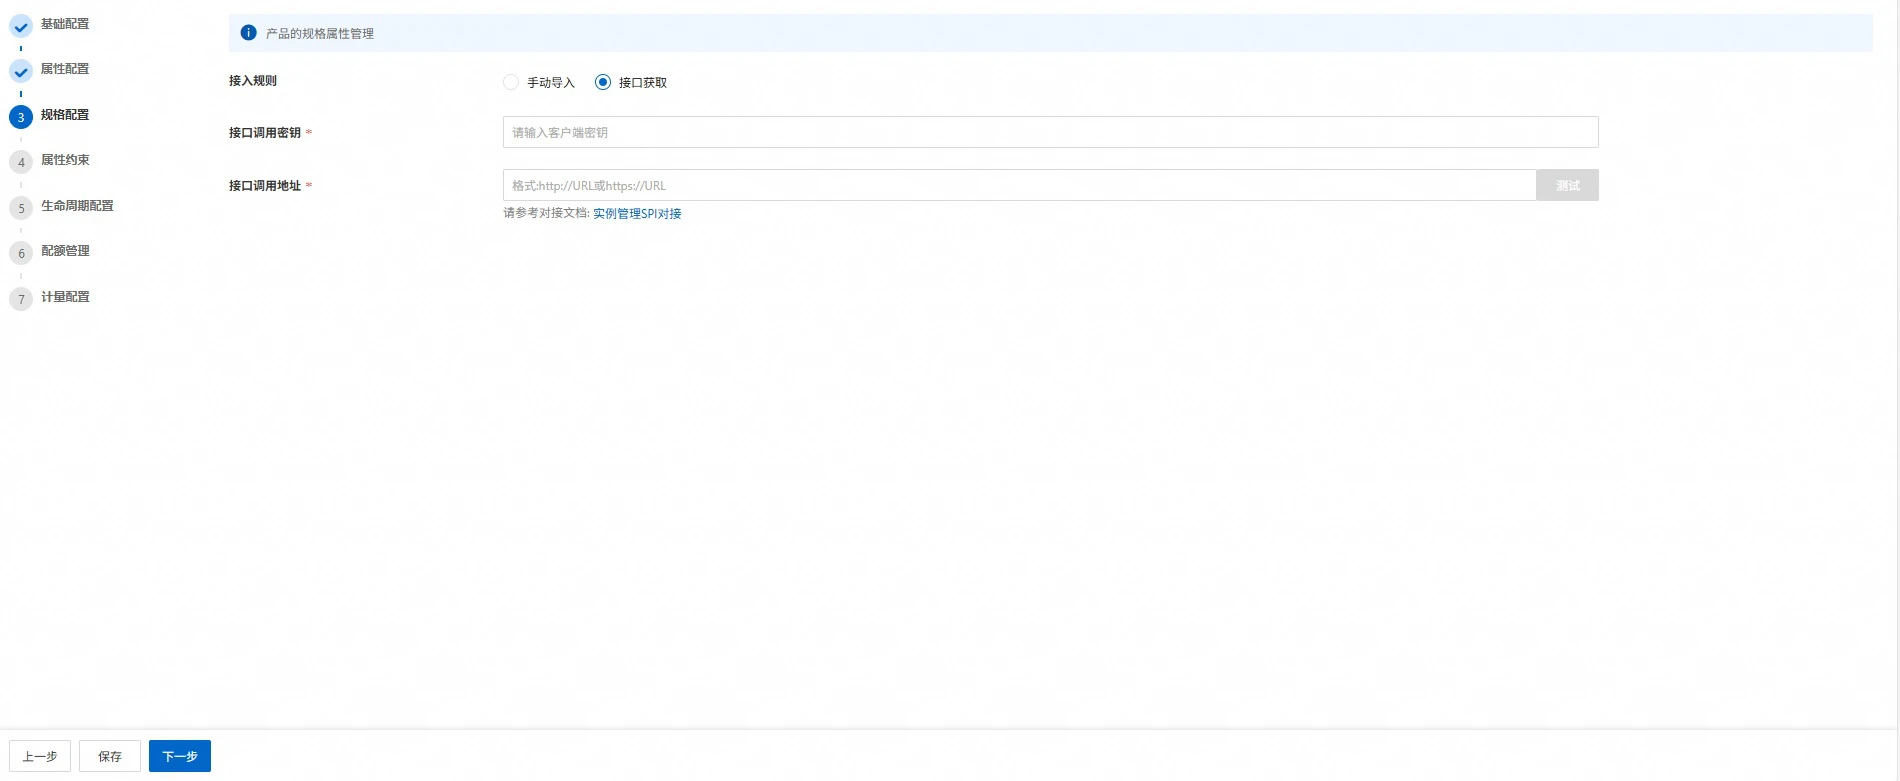 基础配置
属性配置
3 规格配置
4 属性约束
5 生命周期配置
6 配额管理
7 计量配置
产品的规格属性管理
接入规则
手动导入 接口获取
接口调用密钥 *
请输入客户端密钥
接口调用地址 *
格式:http://URL或https://URL
测试
请参考对接文档: 实例管理SPI对接
上一步 保存 下一步